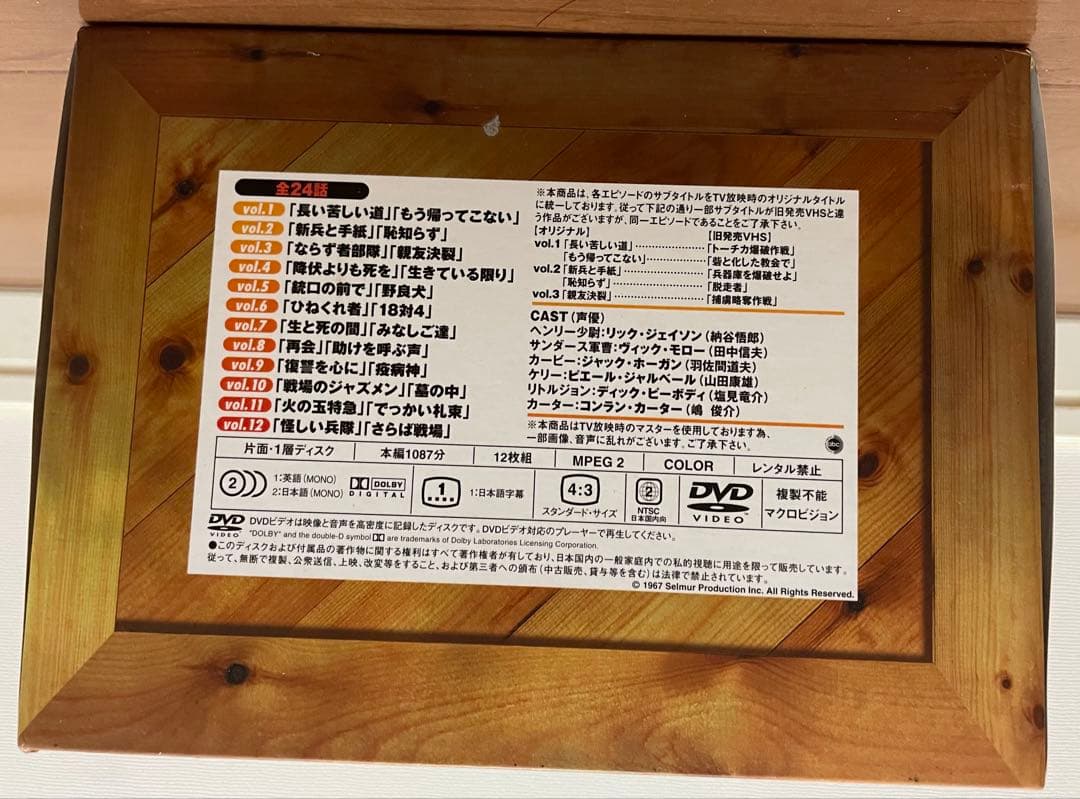 全24話
vol.1 「長い苦しい道」「もう帰ってこない」
vol.2 「新兵と手紙」「恥知らず」
vol.3 「ならず者部隊」「親友決裂」
vol.4 「降伏よりも死を」「生きている限り」
vol.5 「銃口の前で」「野良犬」
vol.6 「ひねくれ者」「18対4」
vol.7 「生と死の間」「みなしご達」
vol.8 「再会」「助けを呼ぶ声」
vol.9 「復讐を心に」「疫病神」
vol.10 「戦場のジャズメン」「墓の中」
vol.11 「火の玉特急」「でっかい札束」
vol.12 「怪しい兵隊」「さらば戦場」
※本商品は、各エピソードのサブタイトルをTV放映時のオリジナルタイトル
に統一しております。従って下記の通り一部サブタイトルが旧発売VHSと違
う作品がございますが、同一エピソードであることをご了承下さい。
【オリジナル】 【旧発売VHS】
vol.1 「長い苦しい道」 「トーチカ爆破作戦」
「もう帰ってこない」 「砦と化した教会で」
vol.2 「新兵と手紙」 「兵器庫を爆破せよ」
「恥知らず」 「脱走者」
vol.3 「親友決裂」 「捕虜略奪作戦」
CAST (声優)
ヘンリー少尉:リック・ジェイソン (納谷悟郎)
サンダース軍曹:ヴィック・モロー (田中信夫)
カービー:ジャック・ホーガン (羽佐間道夫)
ケリー:ピエール・ジャルベール (山田康雄)
リトルジョン:ディック・ピーボディ (塩見竜介)
カーター:コンラン・カーター (嶋 俊介)
※本商品はTV放映時のマスターを使用しております為、
一部画像、音声に乱れがございます。ご了承下さい。
abc
片面・1層ディスク 本編1087分 12枚組 MPEG 2 COLOR レンタル禁止
2 1:英語(MONO)
2:日本語(MONO)
DOLBY
DIGITAL
1 1:日本語字幕
4:3
スタンダード・サイズ
2
NTSC
日本国内向
DVD
VIDEO
複製不能
マクロビジョン
DVD
VIDEO
DVDビデオは映像と音声を高密度に記録したディスクです。DVDビデオ対応のプレーヤーで再生してください。
"DOLBY" and the double-D symbol are trademarks of Dolby Laboratories Licensing Corporation.
●このディスクおよび付属品の著作物に関する権利はすべて著作権者が有しており、日本国内の一般家庭内での私的視聴に用途を限って販売しています。
従って、無断で複製、公衆送信、上映、改変等をすること、および第三者への頒布(中古販売、貸与等を含む)は法律で禁止されています。
© 1967 Selmur Production Inc. All Rights Reserved.